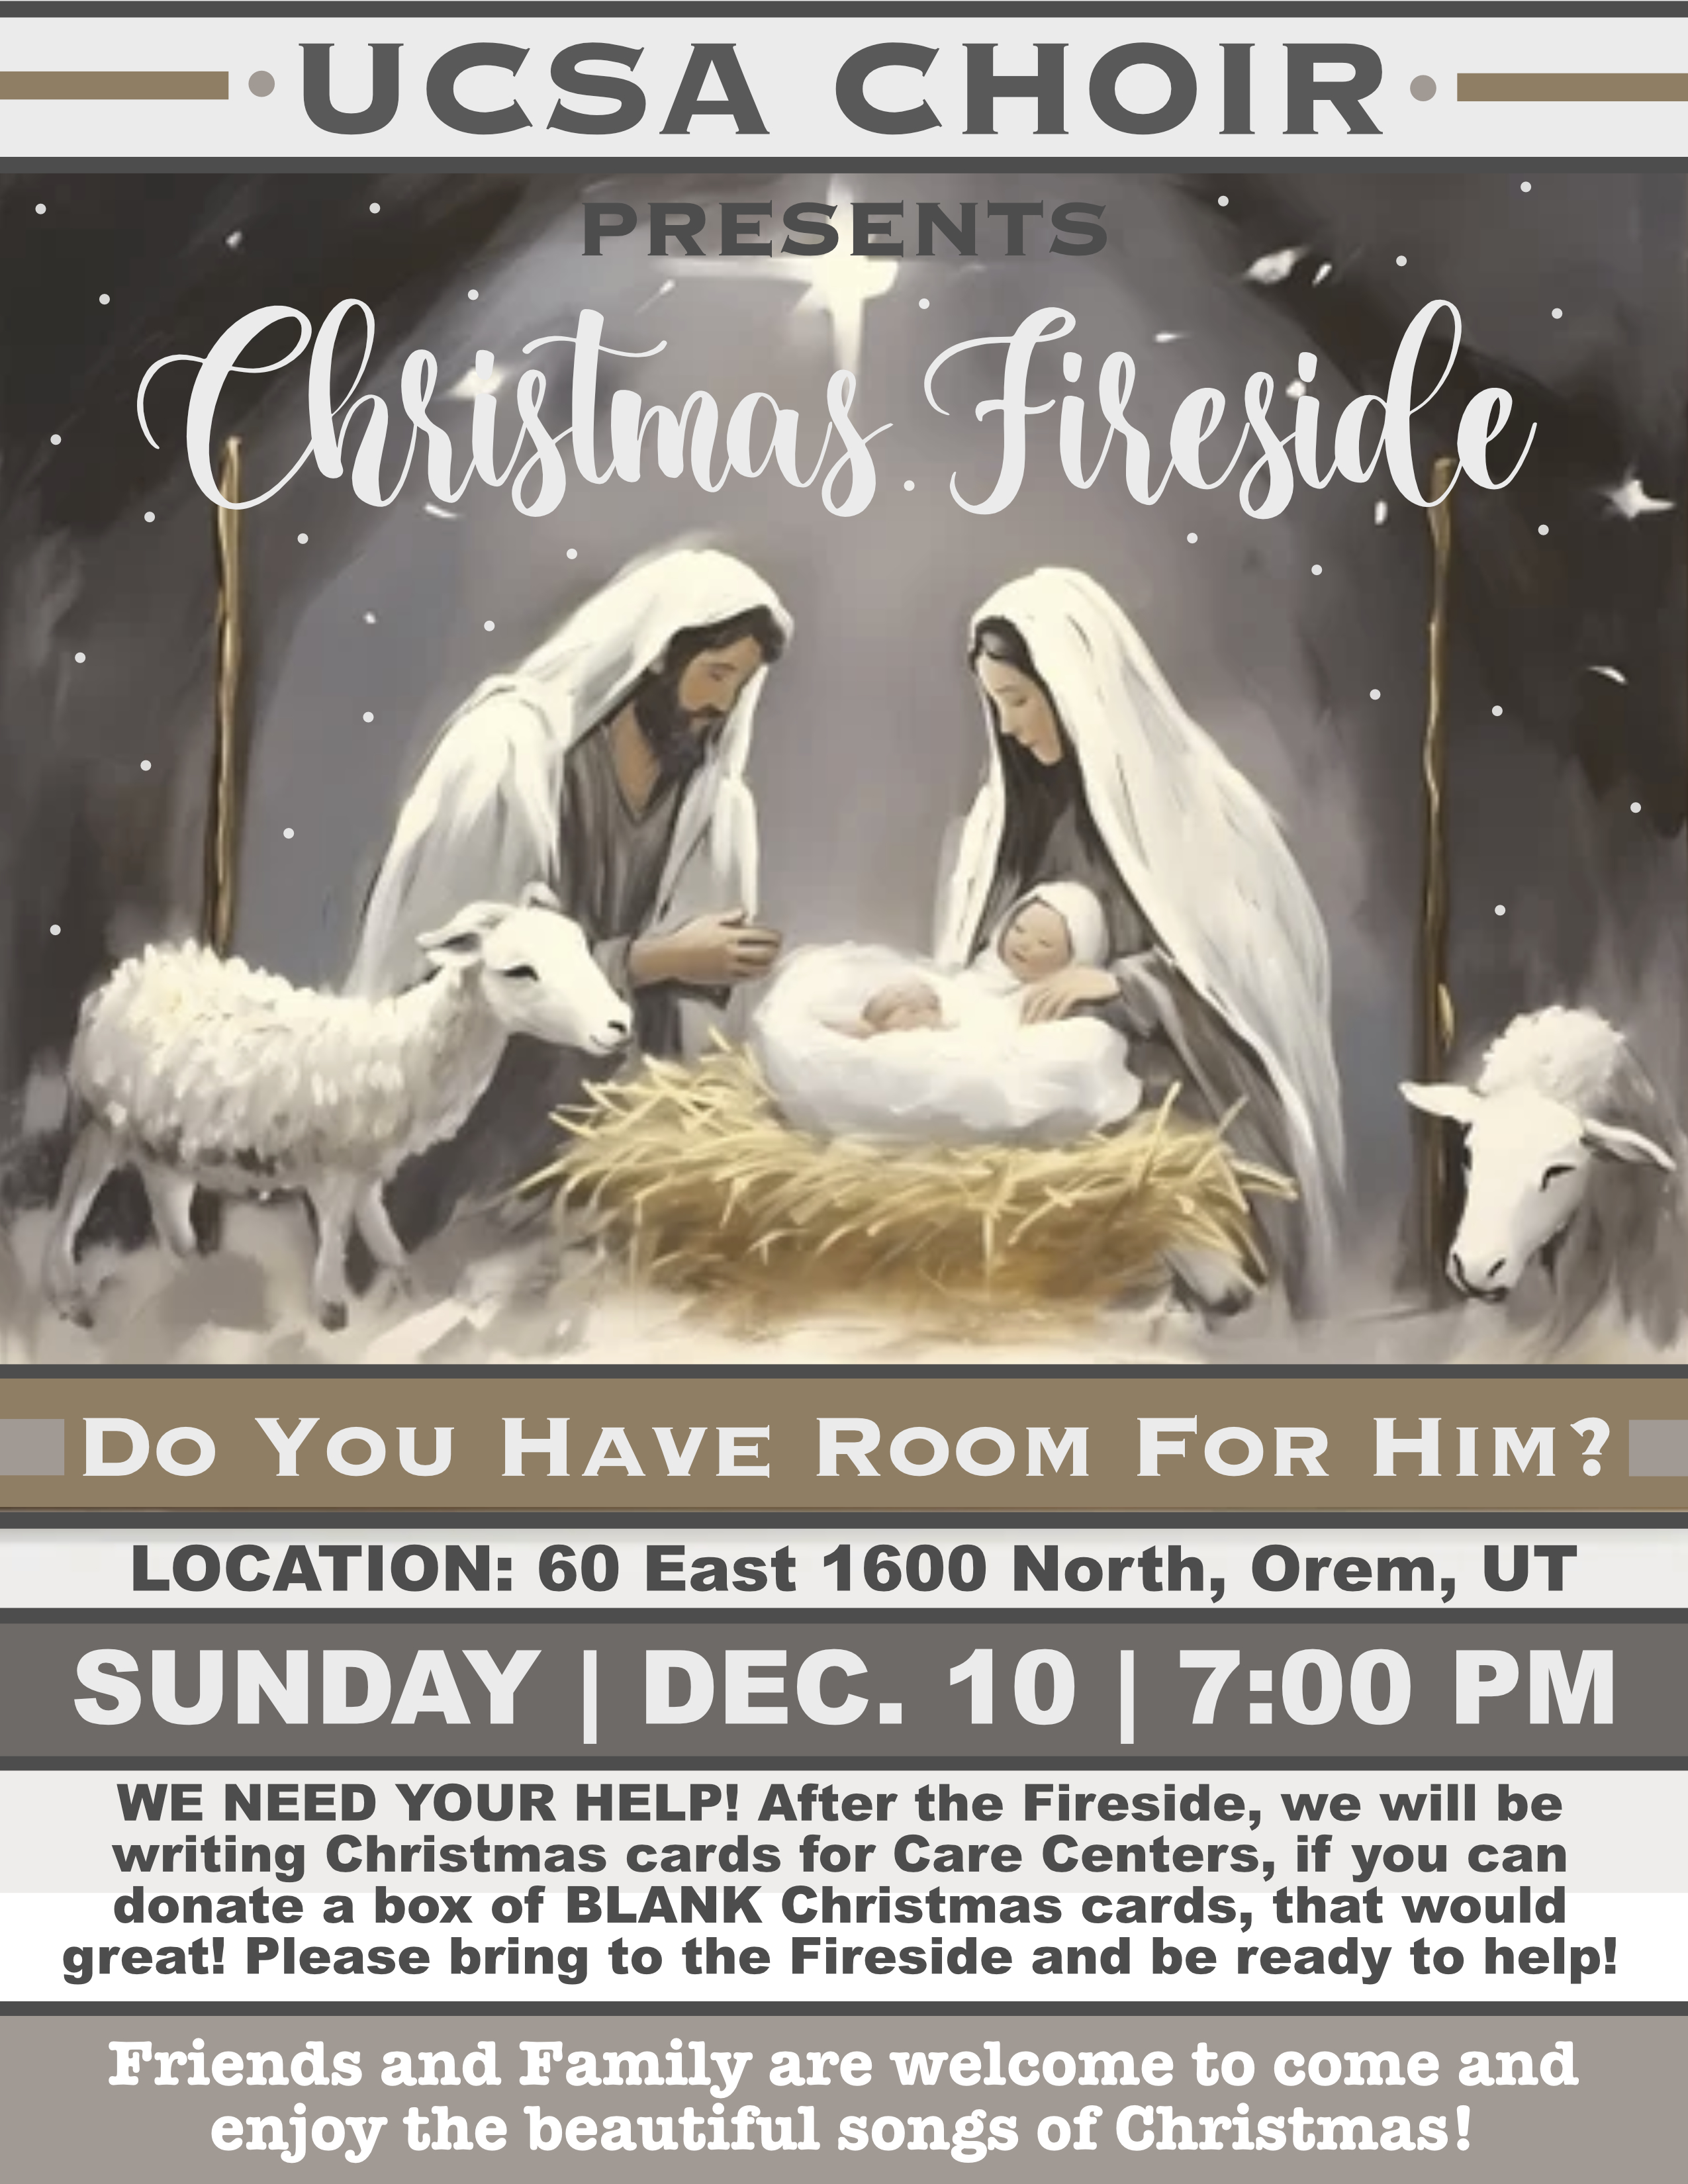 UCSA CHOIR
PRESENTS
Christmas Fireside
DO YOU HAVE ROOM FOR HIM?
LOCATION: 60 East 1600 North, Orem, UT
SUNDAY | DEC. 10 | 7:00 PM
WE NEED YOUR HELP! After the Fireside, we will be
writing Christmas cards for Care Centers, if you can
donate a box of BLANK Christmas cards, that would
great! Please bring to the Fireside and be ready to help!
Friends and Family are welcome to come and
enjoy the beautiful songs of Christmas!